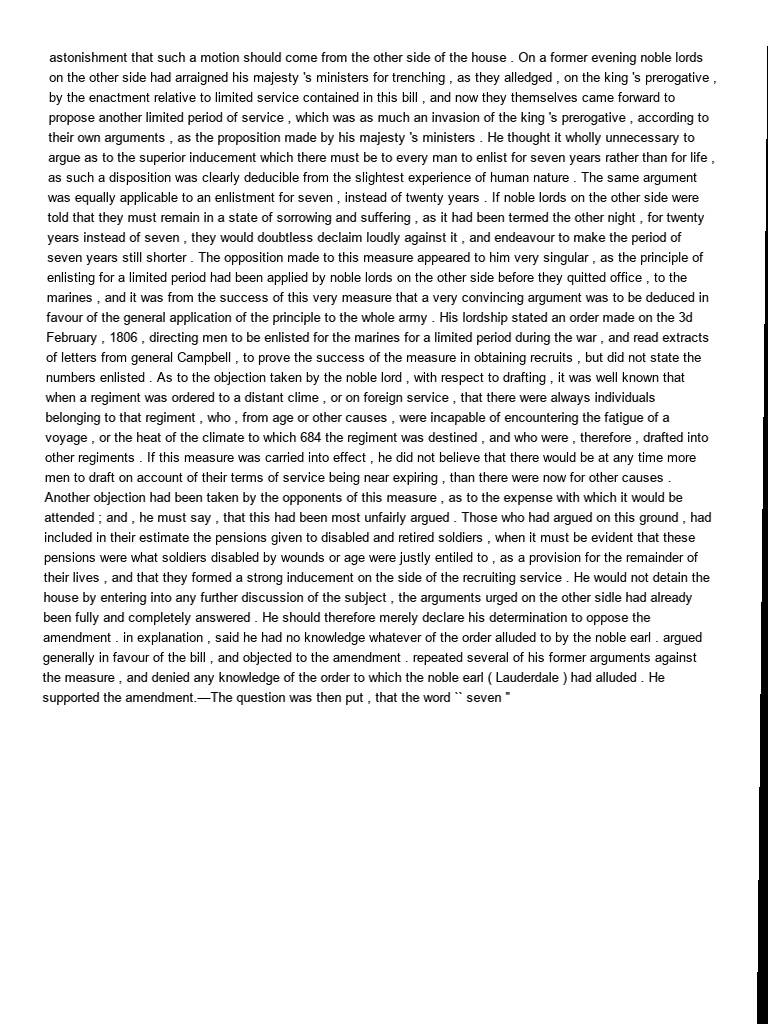 astonishment that such a motion should come from the other side of the house . On a former evening noble lords
on the other side had arraigned his majesty 's ministers for trenching , as they alledged , on the king 's prerogative ,
by the enactment relative to limited service contained in this bill , and now they themselves came forward to
propose another limited period of service , which was as much an invasion of the king 's prerogative , according to
their own arguments , as the proposition made by his majesty 's ministers . He thought it wholly unnecessary to
argue as to the superior inducement which there must be to every man to enlist for seven years rather than for life ,
as such a disposition was clearly deducible from the slightest experience of human nature . The same argument
was equally applicable to an enlistment for seven , instead of twenty years . If noble lords on the other side were
told that they must remain in a state of sorrowing and suffering , as it had been termed the other night , for twenty
years instead of seven , they would doubtless declaim loudly against it , and endeavour to make the period of
seven years still shorter . The opposition made to this measure appeared to him very singular , as the principle of
enlisting for a limited period had been applied by noble lords on the other side before they quitted office , to the
marines , and it was from the success of this very measure that a very convincing argument was to be deduced in
favour of the general application of the principle to the whole army . His lordship stated an order made on the 3d
February , 1806 , directing men to be enlisted for the marines for a limited period during the war , and read extracts
of letters from general Campbell , to prove the success of the measure in obtaining recruits , but did not state the
numbers enlisted . As to the objection taken by the noble lord , with respect to drafting , it was well known that
when a regiment was ordered to a distant clime , or on foreign service , that there were always individuals
belonging to that regiment , who , from age or other causes , were incapable of encountering the fatigue of a
voyage , or the heat of the climate to which 684 the regiment was destined , and who were , therefore , drafted into
other regiments . If this measure was carried into effect , he did not believe that there would be at any time more
men to draft on account of their terms of service being near expiring , than there were now for other causes .
Another objection had been taken by the opponents of this measure , as to the expense with which it would be
attended ; and , he must say , that this had been most unfairly argued . Those who had argued on this ground , had
included in their estimate the pensions given to disabled and retired soldiers , when it must be evident that these
pensions were what soldiers disabled by wounds or age were justly entiled to , as a provision for the remainder of
their lives , and that they formed a strong inducement on the side of the recruiting service . He would not detain the
house by entering into any further discussion of the subject , the arguments urged on the other sidle had already
been fully and completely answered . He should therefore merely declare his determination to oppose the
amendment . in explanation , said he had no knowledge whatever of the order alluded to by the noble earl . argued
generally in favour of the bill , and objected to the amendment . repeated several of his former arguments against
the measure , and denied any knowledge of the order to which the noble earl ( Lauderdale ) had alluded . He
supported the amendment.—The question was then put , that the word `` seven "